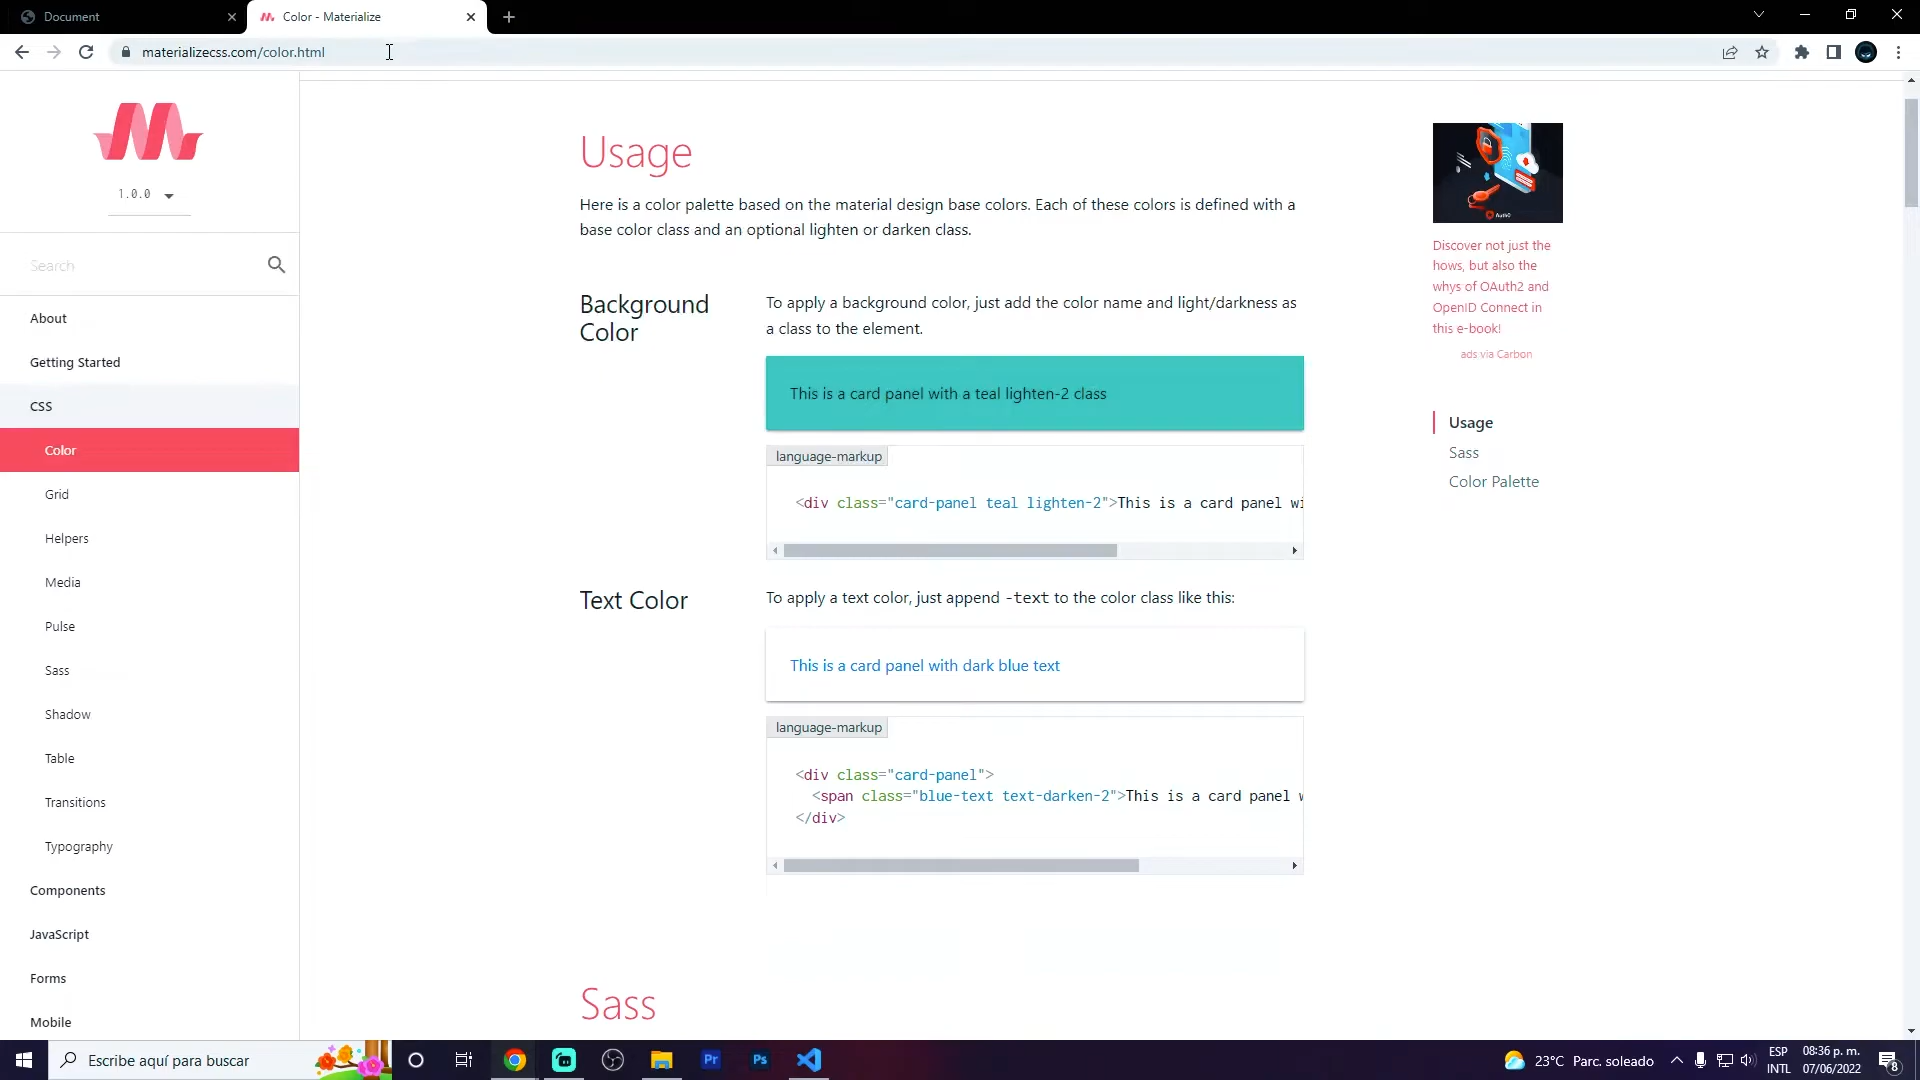 Document
Color - Materialize
materializecss.com/color.html
1.0.0
Search
About
Getting Started
CSS
Color
Grid
Helpers
Media
Pulse
Sass
Shadow
Table
Transitions
Typography
Components
JavaScript
Forms
Mobile
Usage
Here is a color palette based on the material design base colors. Each of these colors is defined with a
base color class and an optional lighten or darken class.
Background
Color
To apply a background color, just add the color name and light/darkness as
a class to the element.
This is a card panel with a teal lighten-2 class
language-markup
<div class="card-panel teal lighten-2">This is a card panel wi
Text Color
To apply a text color, just append -text to the color class like this:
This is a card panel with dark blue text
language-markup
<div class="card-panel">
<span class="blue-text text-darken-2">This is a card panel w
</div>
Sass
Auth0
Discover not just the
hows, but also the
whys of OAuth2 and
OpenID Connect in
this e-book!
ads via Carbon
Usage
Sass
Color Palette
Escribe aquí para buscar
Pr
Ps
23°C Parc. soleado
ESP
INTL
08:36 p. m.
07/06/2022
8